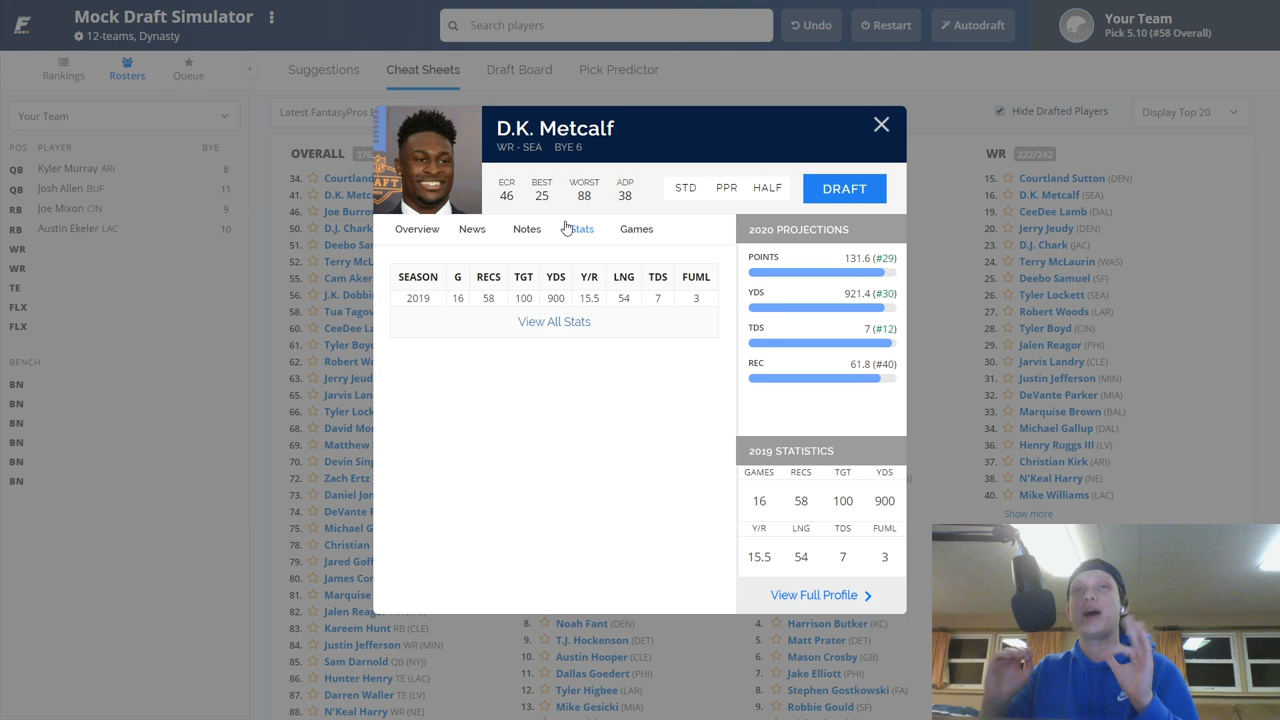 Mock Draft Simulator
12-teams, Dynasty
Search players
Undo
Restart
Autodraft
Your Team
Pick 5.10 (#58 Overall)
Rankings
Rosters
Queue
Suggestions
Cheat Sheets
Draft Board
Pick Predictor
Your Team
POS PLAYER BYE
QB Kyler Murray ARI 8
QB Josh Allen BUF 11
RB Joe Mixon CIN 9
RB Austin Ekeler LAC 10
WR
WR
TE
FLX
FLX
BENCH
BN
BN
BN
BN
BN
BN
Latest FantasyPros
Hide Drafted Players
Display Top 20
OVERALL
34. Courtland
41. D.K. Metc
46. Joe Burro
50. D.J. Chark
51. Deebo Sa
52. Terry McL
55. Cam Aker
56. J.K. Dobbi
58. Tua Tagov
60. CeeDee La
61. Tyler Boy
62. Robert Wo
63. Jerry Jeud
65. Jarvis Lan
66. Tyler Lock
68. David Mo
69. Matthew
70. Devin Sing
72. Zach Ertz
73. Daniel Jon
74. DeVante P
75. Michael G
78. Christian
79. Jared Goff
80. James Con
81. Marquise
82. Jalen Reag
83. Kareem Hunt RB (CLE)
84. Justin Jefferson WR (MIN)
85. Sam Darnold QB (NYJ)
86. Hunter Henry TE (LAC)
87. Darren Waller TE (LV)
88. N'Keal Harry WR (NE)
D.K. Metcalf
WR - SEA BYE 6
ECR BEST WORST ADP
46 25 88 38
STD PPR HALF
DRAFT
Overview News Notes Stats Games
SEASON G RECS TGT YDS Y/R LNG TDS FUML
2019 16 58 100 900 15.5 54 7 3
View All Stats
2020 PROJECTIONS
POINTS 131.6 (#29)
YDS 921.4 (#30)
TDS 7 (#12)
REC 61.8 (#40)
2019 STATISTICS
GAMES RECS TGT YDS
16 58 100 900
Y/R LNG TDS FUML
15.5 54 7 3
View Full Profile
8. Noah Fant (DEN)
9. T.J. Hockenson (DET)
10. Austin Hooper (CLE)
11. Dallas Goedert (PHI)
12. Tyler Higbee (LAR)
13. Mike Gesicki (MIA)
4. Harrison Butker (KC)
5. Matt Prater (DET)
6. Mason Crosby (GB)
7. Jake Elliott (PHI)
8. Stephen Gostkowski (FA)
9. Robbie Gould (SF)
WR 222/242
15. Courtland Sutton (DEN)
16. D.K. Metcalf (SEA)
19. CeeDee Lamb (DAL)
20. Jerry Jeudy (DEN)
23. D.J. Chark (JAC)
24. Terry McLaurin (WAS)
25. Deebo Samuel (SF)
26. Tyler Lockett (SEA)
27. Robert Woods (LAR)
28. Tyler Boyd (CIN)
29. Jalen Reagor (PHI)
30. Jarvis Landry (CLE)
31. Justin Jefferson (MIN)
32. DeVante Parker (MIA)
33. Marquise Brown (BAL)
34. Michael Gallup (DAL)
36. Henry Ruggs III (LV)
37. Christian Kirk (ARI)
38. N'Keal Harry (NE)
40. Mike Williams (LAC)
Show more